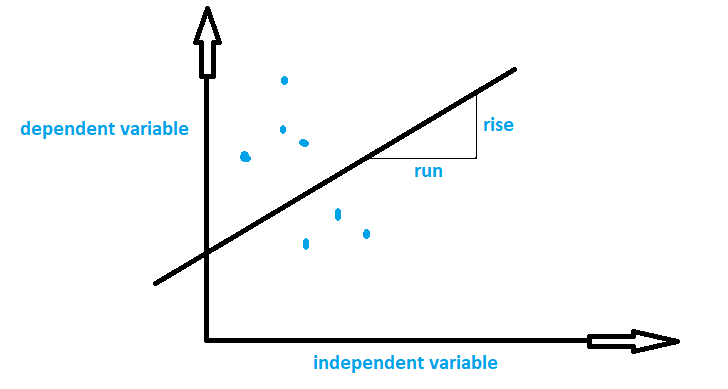 dependent variable
rise
run
independent variable